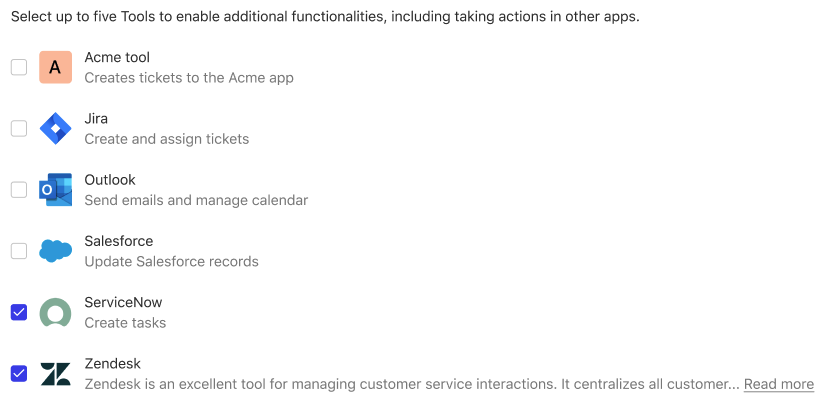 Select up to five Tools to enable additional functionalities, including taking actions in other apps.
A
Acme tool
Creates tickets to the Acme app
Jira
Create and assign tickets
O
Outlook
Send emails and manage calendar
Salesforce
Update Salesforce records
ServiceNow
Create tasks
Zendesk
Zendesk is an excellent tool for managing customer service interactions. It centralizes all customer... Read more